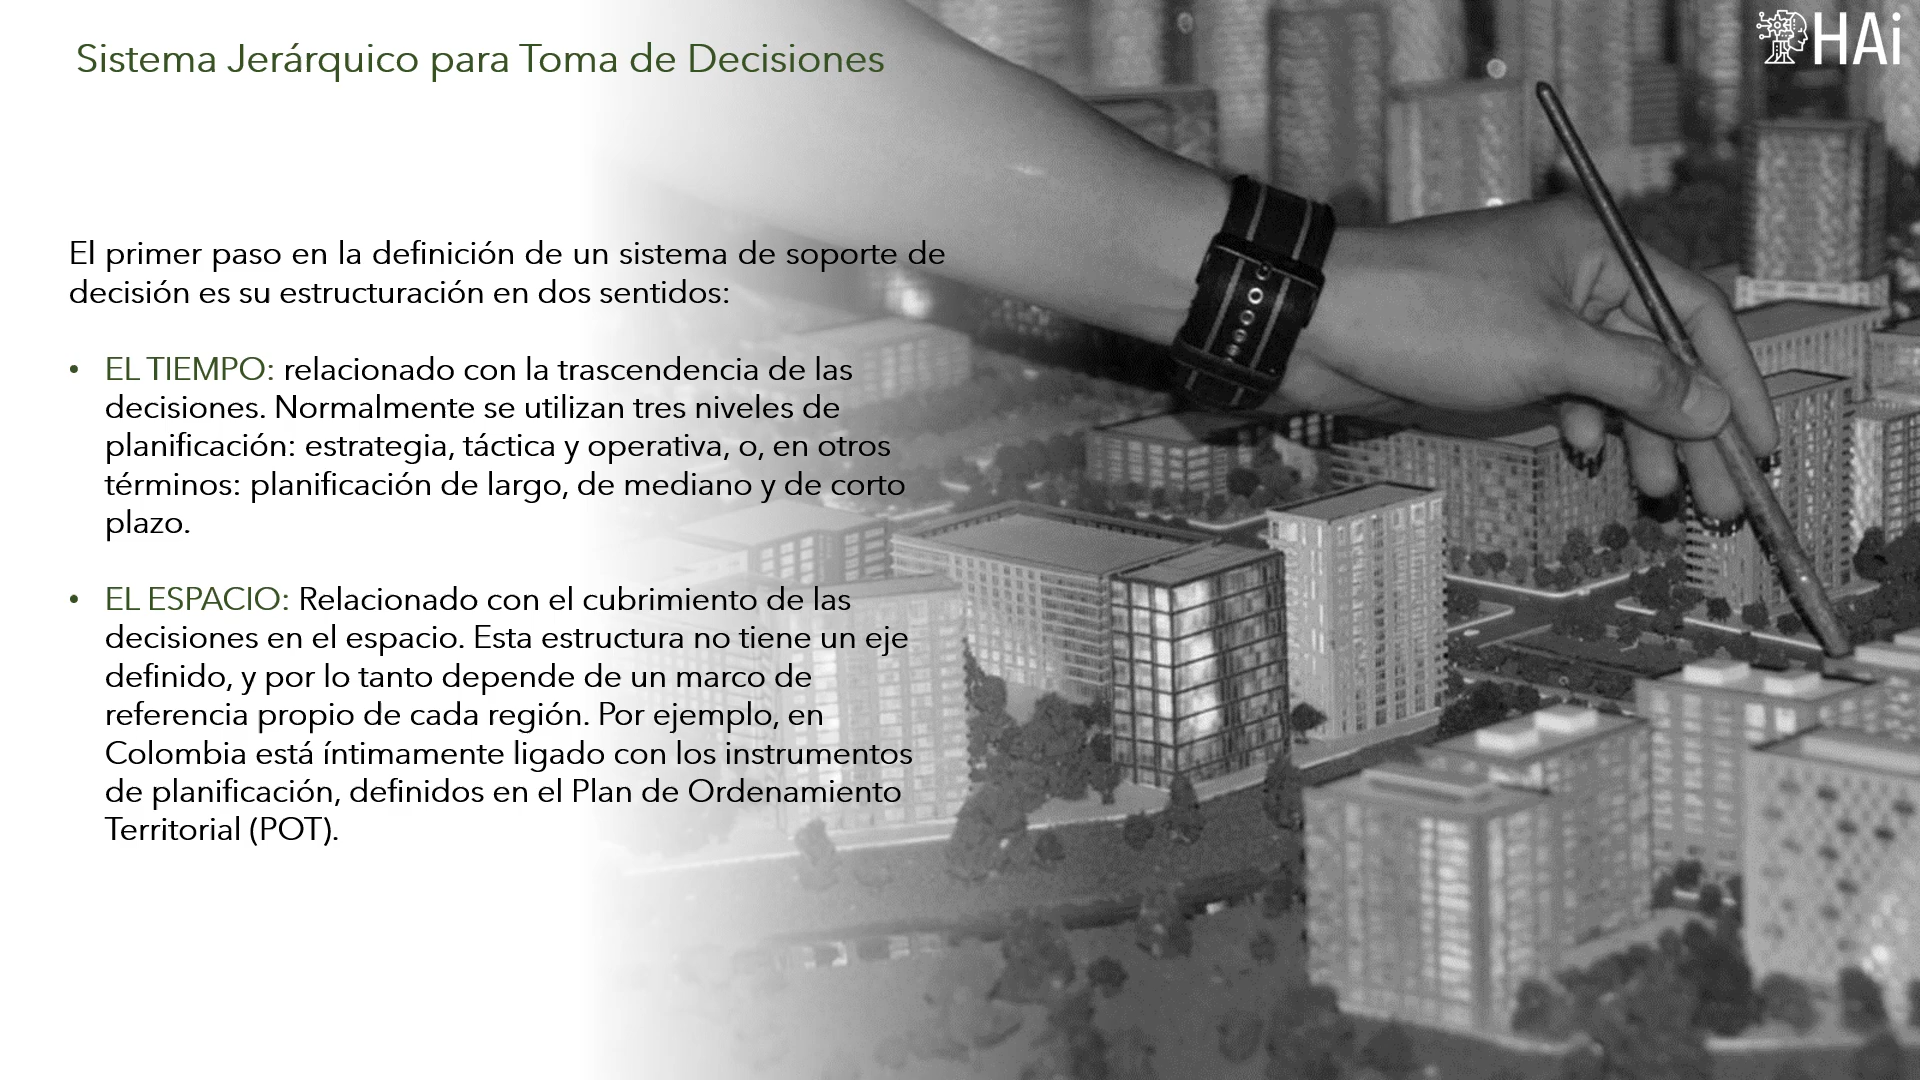 Sistema Jerárquico para Toma de Decisiones
HAi
El primer paso en la definición de un sistema de soporte de
decisión es su estructuración en dos sentidos:
• EL TIEMPO: relacionado con la trascendencia de las
decisiones. Normalmente se utilizan tres niveles de
planificación: estrategia, táctica y operativa, o, en otros
términos: planificación de largo, de mediano y de corto
plazo.
• EL ESPACIO: Relacionado con el cubrimiento de las
decisiones en el espacio. Esta estructura no tiene un eje
definido, y por lo tanto depende de un marco de
referencia propio de cada región. Por ejemplo, en
Colombia está íntimamente ligado con los instrumentos
de planificación, definidos en el Plan de Ordenamiento
Territorial (POT).